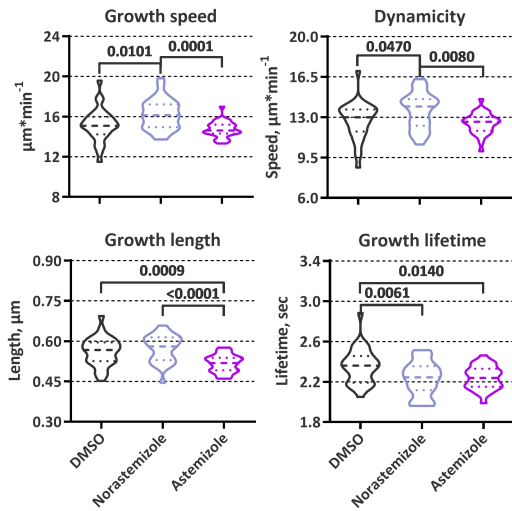 Growth speed
µm*min-1
24
20
16
12
8
0.0101
0.0001
Dynamicity
Speed, µm*min-1
20.0
16.5
13.0
9.5
6.0
0.0470
0.0080
Growth length
Length, µm
0.90
0.75
0.60
0.45
0.30
0.0009
<0.0001
DMSO
Norastemizole
Astemizole
Growth lifetime
Lifetime, sec
3.4
3.0
2.6
2.2
1.8
0.0140
0.0061
DMSO
Norastemizole
Astemizole